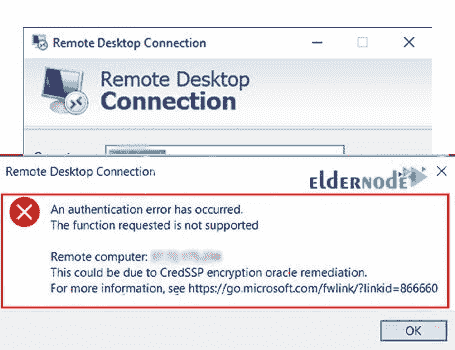 Remote Desktop Connection
Remote Desktop
Connection
Remote Desktop Connection
eldernode
An authentication error has occurred.
The function requested is not supported
Remote computer:
This could be due to CredSSP encryption oracle remediation.
For more information, see https://go.microsoft.com/fwlink/?linkid=866660
OK